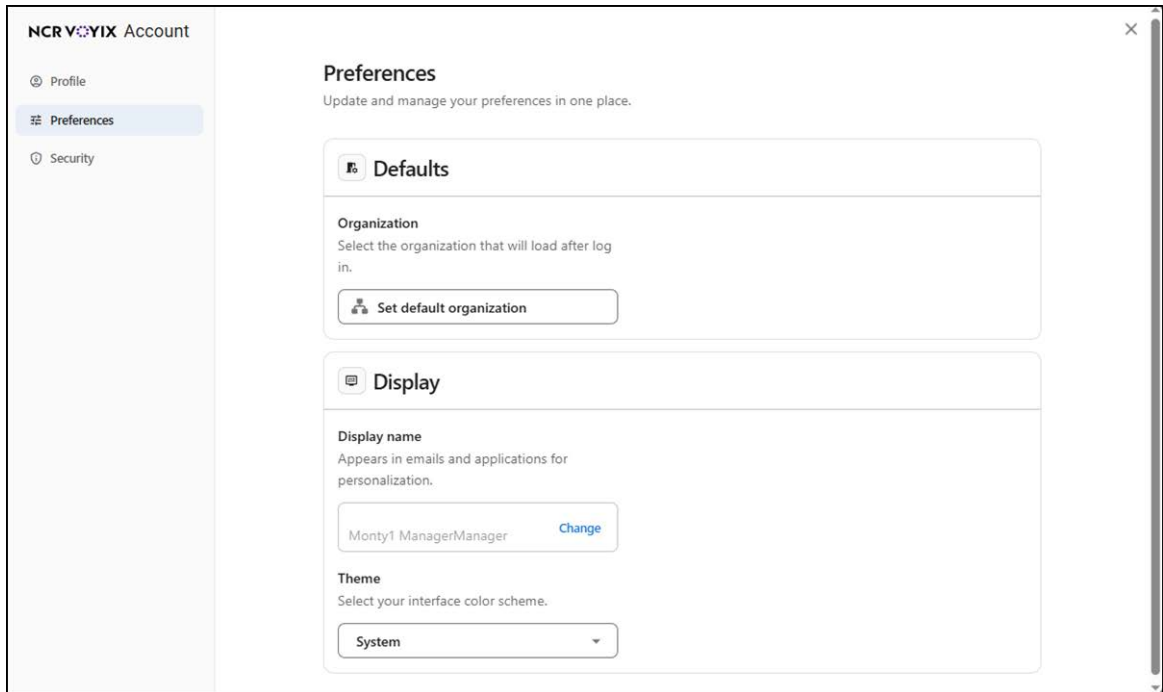 NCR VOYIX Account
Profile
Preferences
Security
Preferences
Update and manage your preferences in one place.
Defaults
Organization
Select the organization that will load after log
in.
Set default organization
Display
Display name
Appears in emails and applications for
personalization.
Monty1 ManagerManager
Change
Theme
Select your interface color scheme.
System